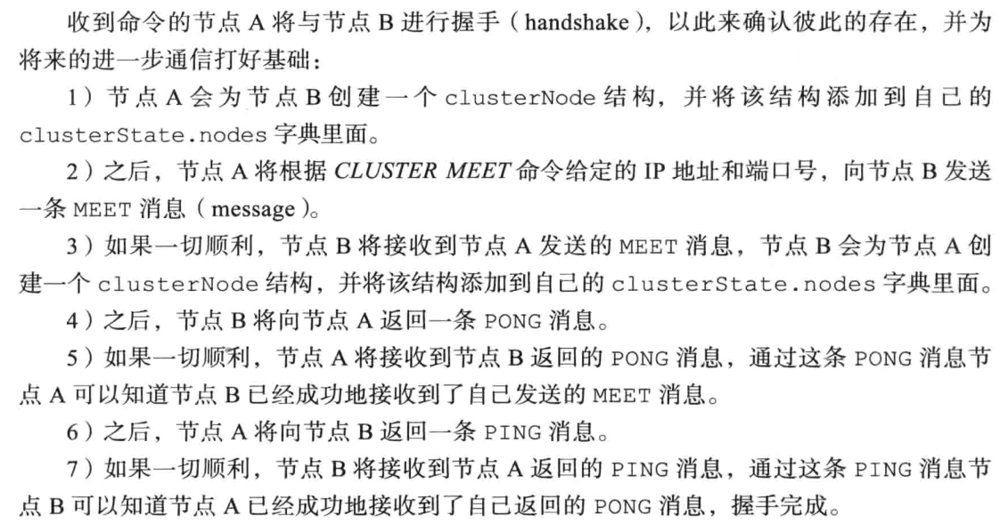 收到命令的节点 A 将与节点 B 进行握手（handshake），以此来确认彼此的存在，并为
将来的进一步通信打好基础：
1）节点 A 会为节点 B 创建一个 clusterNode 结构，并将该结构添加到自己的
clusterState.nodes 字典里面。
2）之后，节点 A 将根据 CLUSTER MEET 命令给定的 IP 地址和端口号，向节点 B 发送
一条 MEET 消息（message）。
3）如果一切顺利，节点 B 将接收到节点 A 发送的 MEET 消息，节点 B 会为节点 A 创
建一个 clusterNode 结构，并将该结构添加到自己的 clusterState.nodes 字典里面。
4）之后，节点 B 将向节点 A 返回一条 PONG 消息。
5）如果一切顺利，节点 A 将接收到节点 B 返回的 PONG 消息，通过这条 PONG 消息节
点 A 可以知道节点 B 已经成功地接收到了自己发送的 MEET 消息。
6）之后，节点 A 将向节点 B 返回一条 PING 消息。
7）如果一切顺利，节点 B 将接收到节点 A 返回的 PING 消息，通过这条 PING 消息节
点 B 可以知道节点 A 已经成功地接收到了自己返回的 PONG 消息，握手完成。